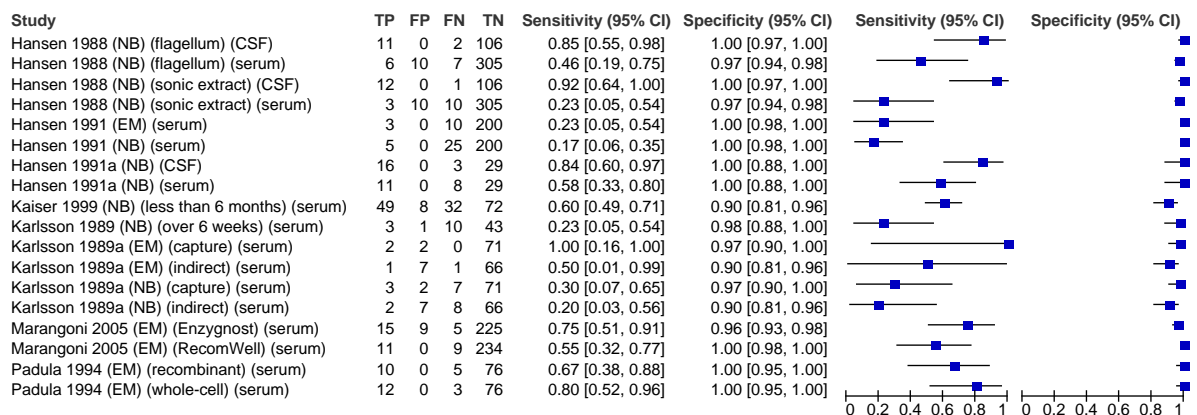 Study TP FP FN TN Sensitivity (95% CI) Specificity (95% CI) Sensitivity (95% CI) Specificity (95% CI)
Hansen 1988 (NB) (flagellum) (CSF) 11 0 2 106 0.85 [0.55, 0.98] 1.00 [0.97, 1.00]
Hansen 1988 (NB) (flagellum) (serum) 6 10 7 305 0.46 [0.19, 0.75] 0.97 [0.94, 0.98]
Hansen 1988 (NB) (sonic extract) (CSF) 12 0 1 106 0.92 [0.64, 1.00] 1.00 [0.97, 1.00]
Hansen 1988 (NB) (sonic extract) (serum) 3 10 10 305 0.23 [0.05, 0.54] 0.97 [0.94, 0.98]
Hansen 1991 (EM) (serum) 3 0 10 200 0.23 [0.05, 0.54] 1.00 [0.98, 1.00]
Hansen 1991 (NB) (serum) 5 0 25 200 0.17 [0.06, 0.35] 1.00 [0.98, 1.00]
Hansen 1991a (NB) (CSF) 16 0 3 29 0.84 [0.60, 0.97] 1.00 [0.88, 1.00]
Hansen 1991a (NB) (serum) 11 0 8 29 0.58 [0.33, 0.80] 1.00 [0.88, 1.00]
Kaiser 1999 (NB) (less than 6 months) (serum) 49 8 32 72 0.60 [0.49, 0.71] 0.90 [0.81, 0.96]
Karlsson 1989 (NB) (over 6 weeks) (serum) 3 1 10 43 0.23 [0.05, 0.54] 0.98 [0.88, 1.00]
Karlsson 1989a (EM) (capture) (serum) 2 2 0 71 1.00 [0.16, 1.00] 0.97 [0.90, 1.00]
Karlsson 1989a (EM) (indirect) (serum) 1 7 1 66 0.50 [0.01, 0.99] 0.90 [0.81, 0.96]
Karlsson 1989a (NB) (capture) (serum) 3 2 7 71 0.30 [0.07, 0.65] 0.97 [0.90, 1.00]
Karlsson 1989a (NB) (indirect) (serum) 2 7 8 66 0.20 [0.03, 0.56] 0.90 [0.81, 0.96]
Marangoni 2005 (EM) (Enzygnost) (serum) 15 9 5 225 0.75 [0.51, 0.91] 0.96 [0.93, 0.98]
Marangoni 2005 (EM) (RecomWell) (serum) 11 0 9 234 0.55 [0.32, 0.77] 1.00 [0.98, 1.00]
Padula 1994 (EM) (recombinant) (serum) 10 0 5 76 0.67 [0.38, 0.88] 1.00 [0.95, 1.00]
Padula 1994 (EM) (whole-cell) (serum) 12 0 3 76 0.80 [0.52, 0.96] 1.00 [0.95, 1.00]
0 0.2 0.4 0.6 0.8 1 0 0.2 0.4 0.6 0.8 1